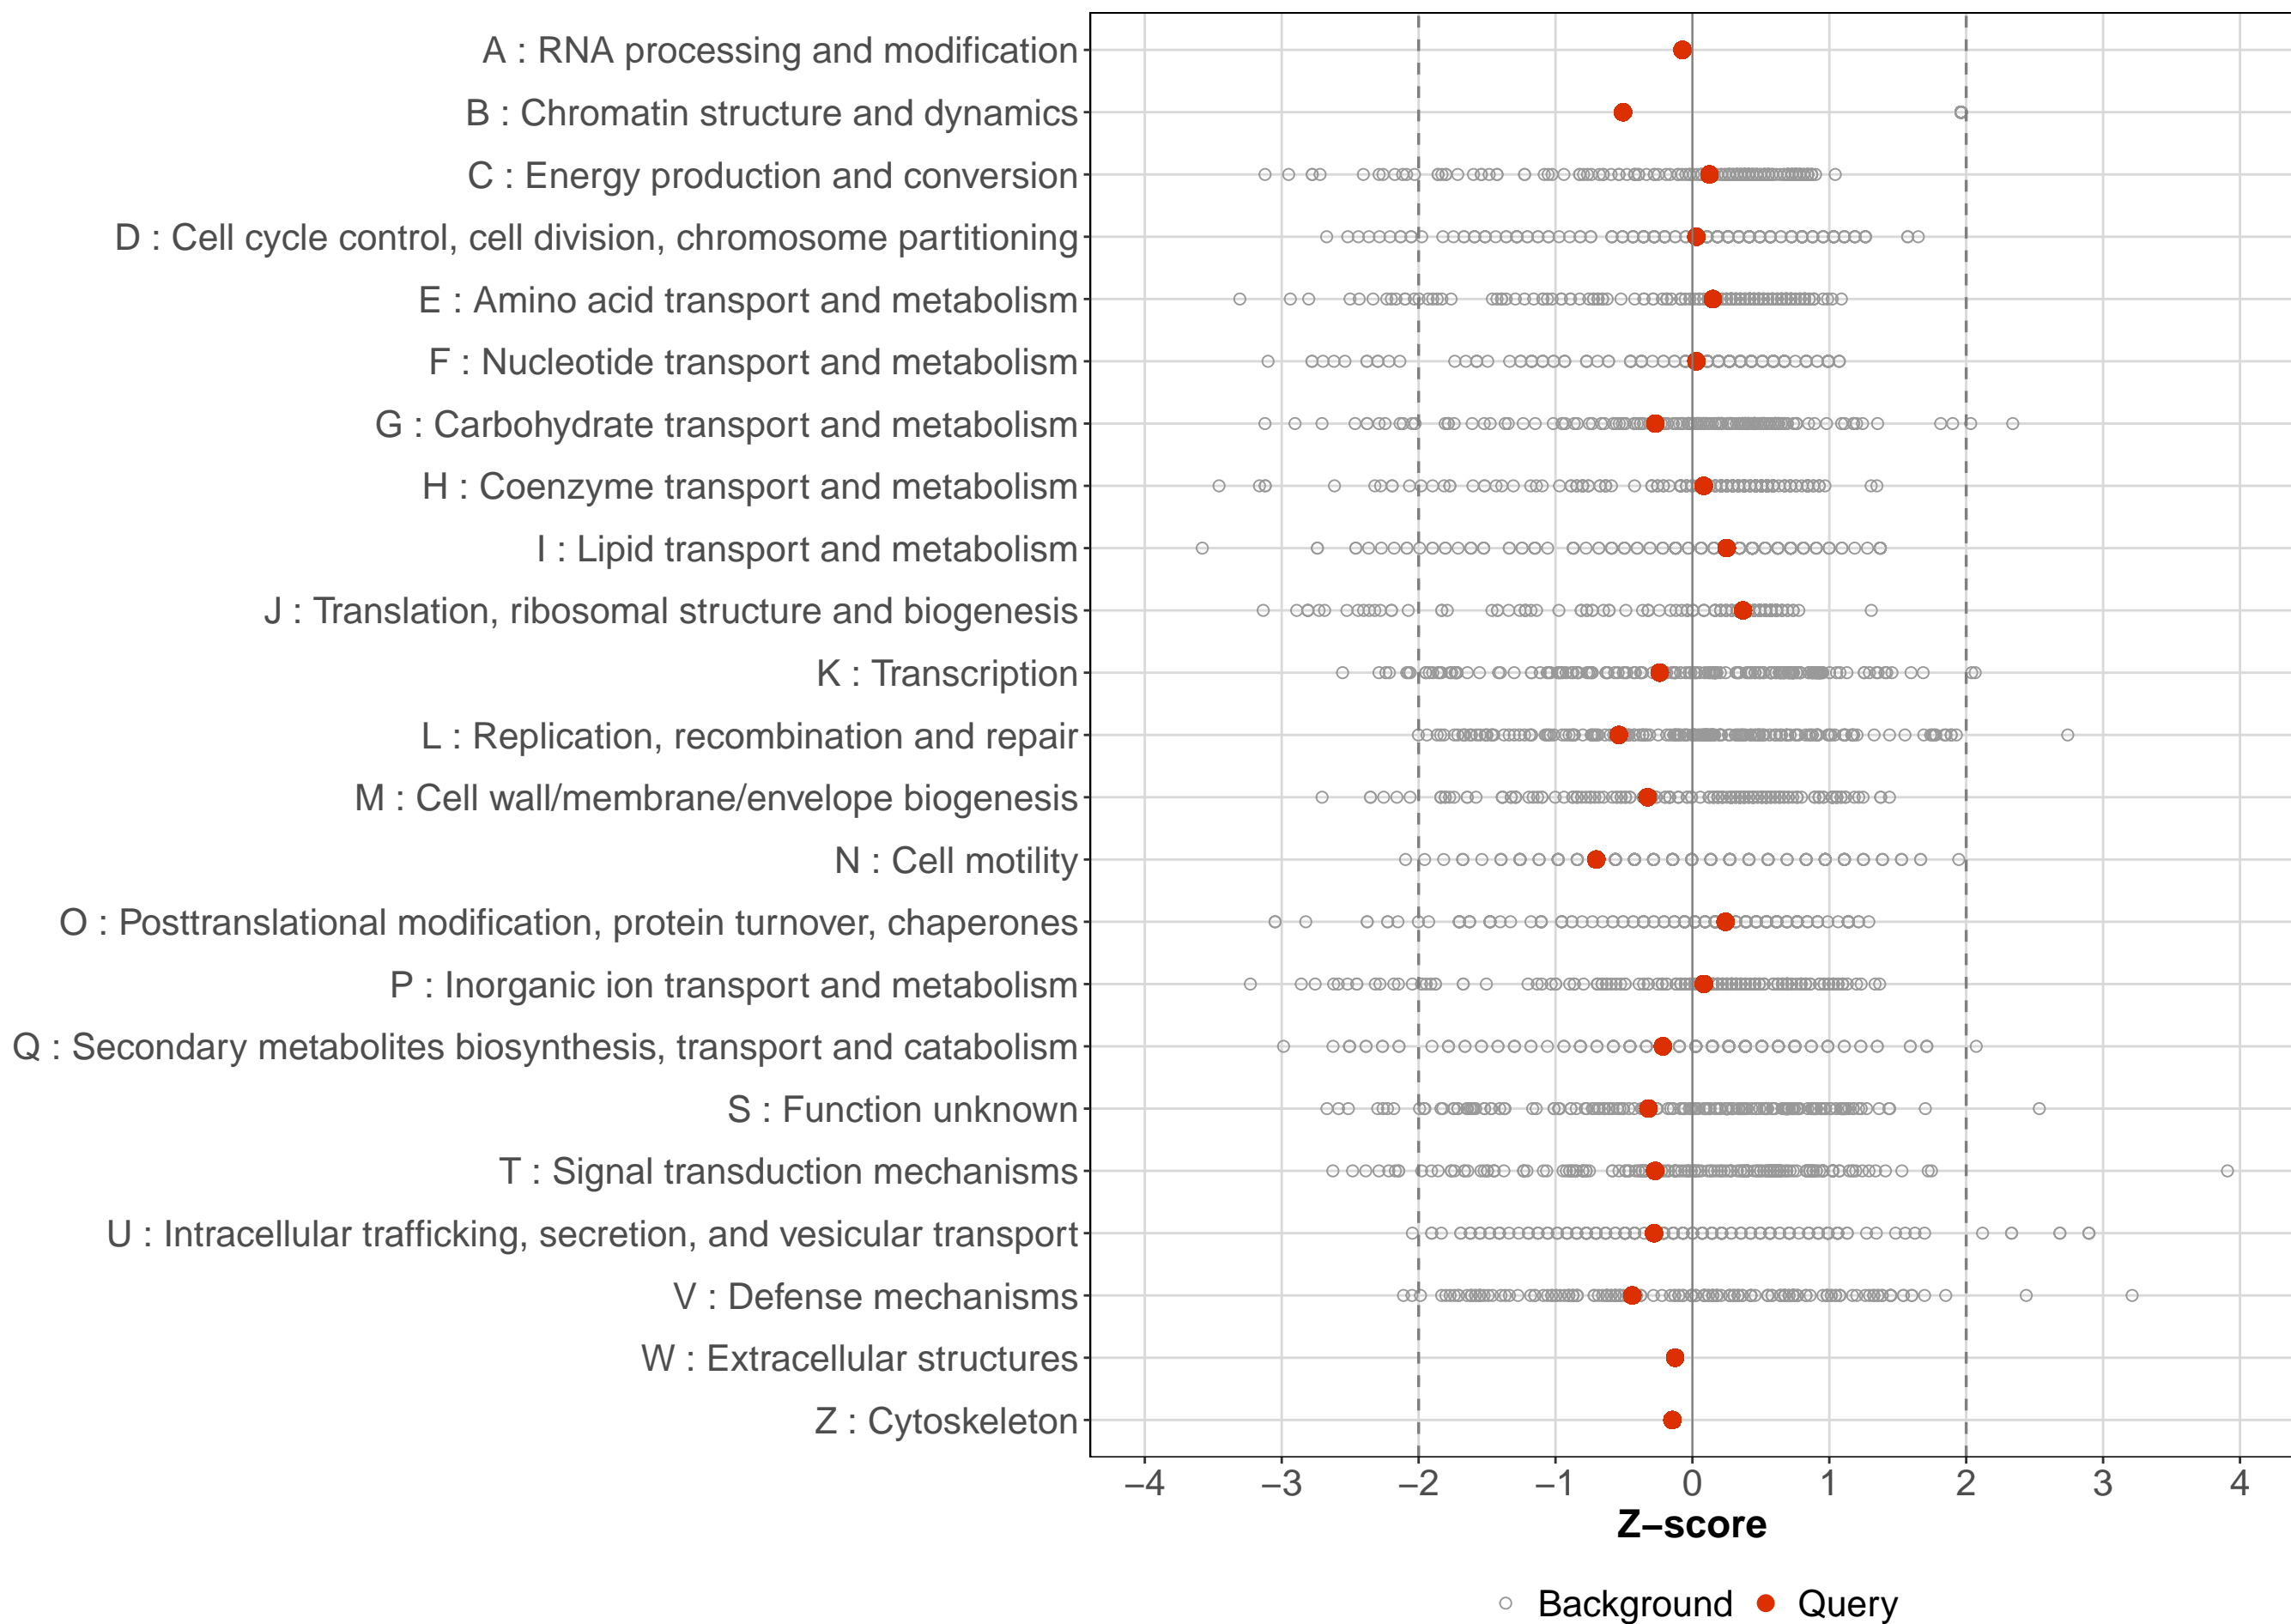 A : RNA processing and modification
B : Chromatin structure and dynamics
C : Energy production and conversion
D : Cell cycle control, cell division, chromosome partitioning
E : Amino acid transport and metabolism
F : Nucleotide transport and metabolism
G : Carbohydrate transport and metabolism
H : Coenzyme transport and metabolism
I : Lipid transport and metabolism
J : Translation, ribosomal structure and biogenesis
K : Transcription
L : Replication, recombination and repair
M : Cell wall/membrane/envelope biogenesis
N : Cell motility
O : Posttranslational modification, protein turnover, chaperones
P : Inorganic ion transport and metabolism
Q : Secondary metabolites biosynthesis, transport and catabolism
S : Function unknown
T : Signal transduction mechanisms
U : Intracellular trafficking, secretion, and vesicular transport
V : Defense mechanisms
W : Extracellular structures
Z : Cytoskeleton
−4 −3 −2 −1 0 1 2 3 4
Z−score
Background Query